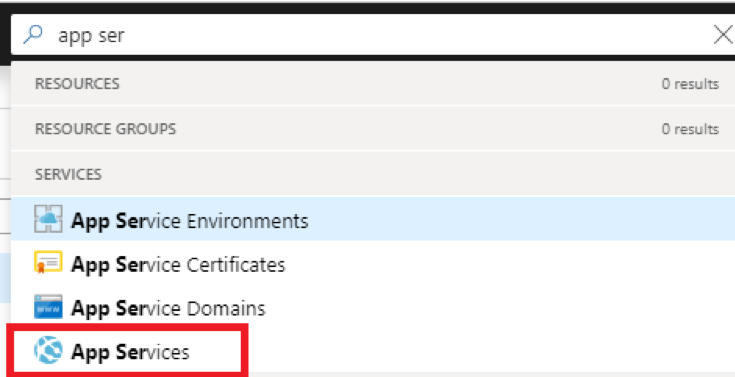 app ser
RESOURCES 0 results
RESOURCE GROUPS 0 results
SERVICES
App Service Environments
App Service Certificates
www App Service Domains
App Services